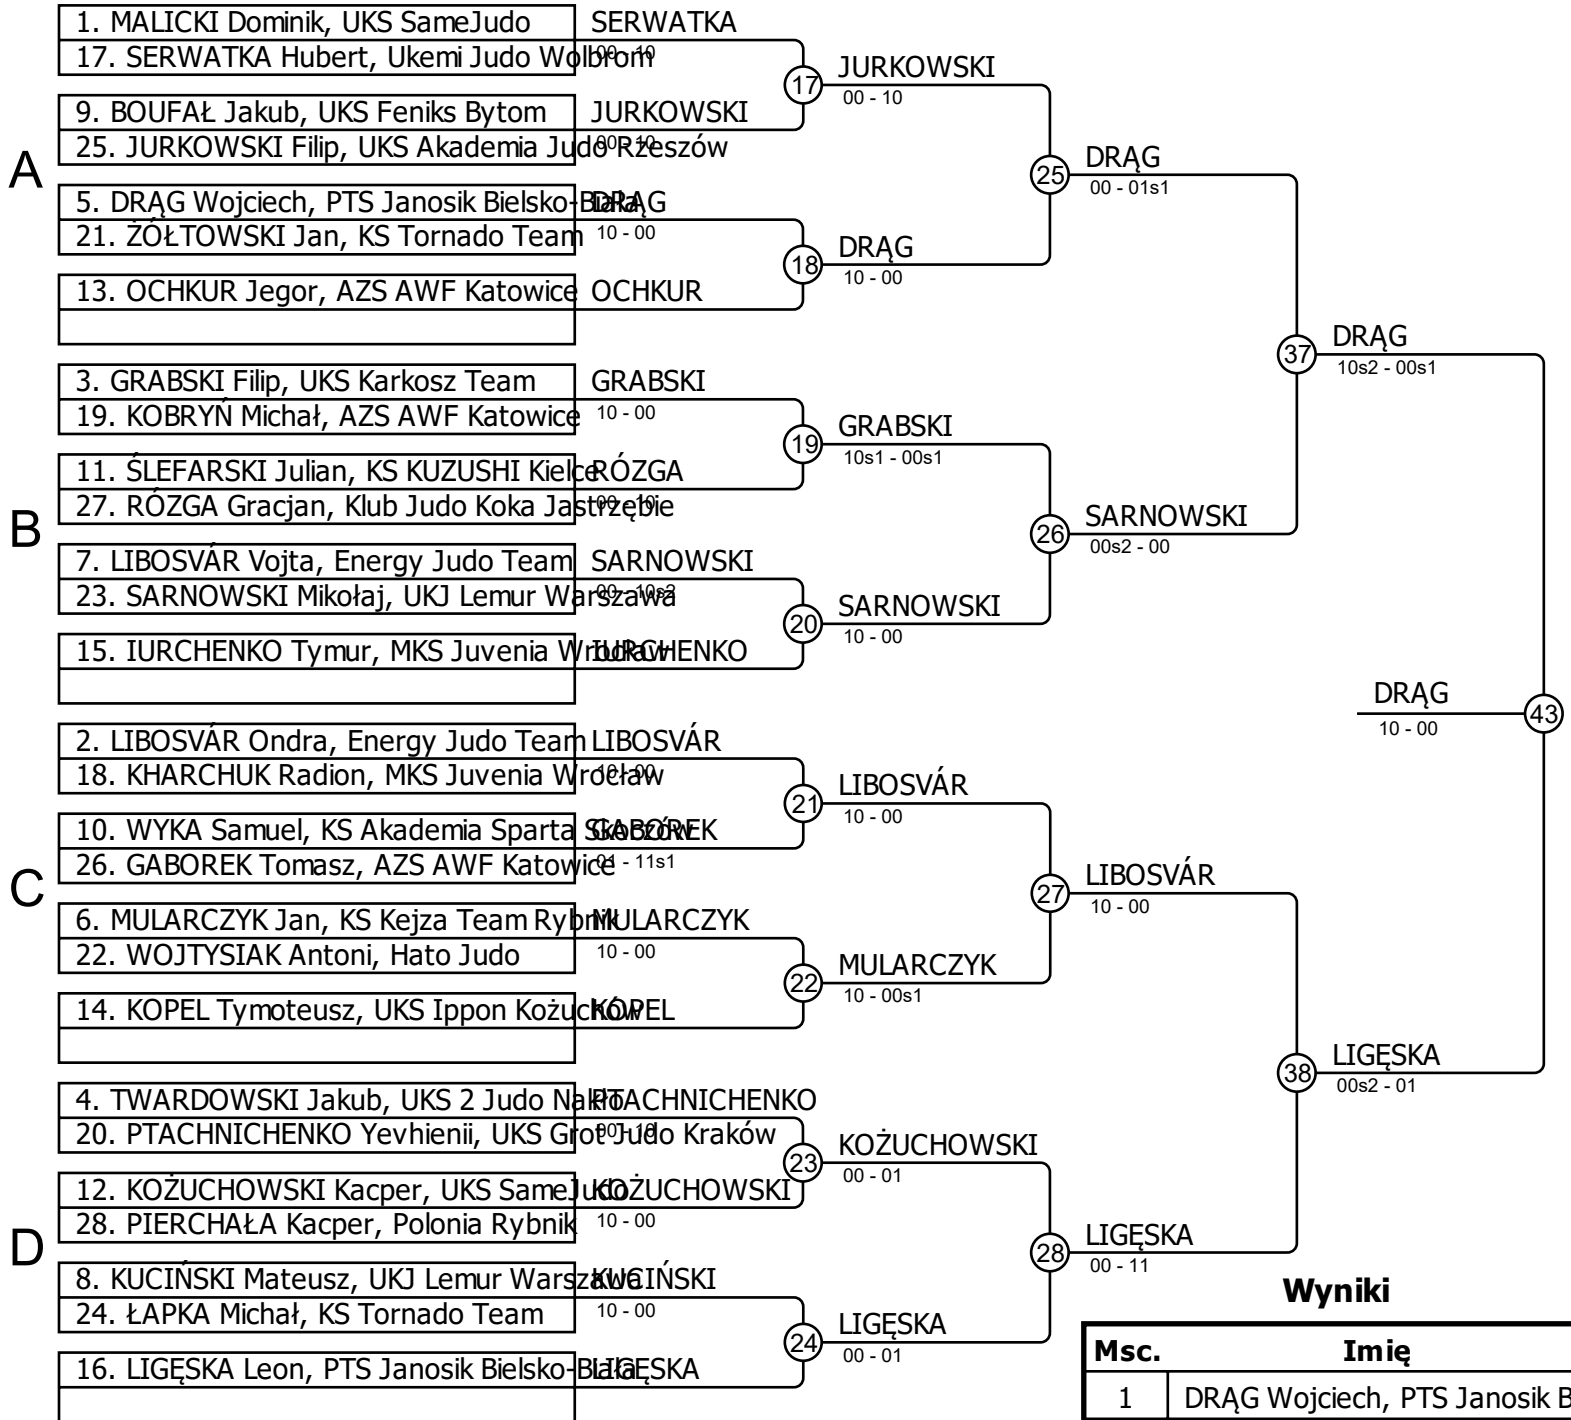 1. MALICKI Dominik, UKS SameJudo
SERWATKA
17. SERWATKA Hubert, Ukemi Judo Wolbrom
00 - 10
17
JURKOWSKI
00 - 10
9. BOUFAŁ Jakub, UKS Feniks Bytom
JURKOWSKI
25. JURKOWSKI Filip, UKS Akademia Judo Rzeszów
00 - 10
A
25
DRĄG
00 - 01s1
5. DRĄG Wojciech, PTS Janosik Bielsko-Biała
DRĄG
21. ŻÓŁTOWSKI Jan, KS Tornado Team
10 - 00
18
DRĄG
10 - 00
13. OCHKUR Jegor, AZS AWF Katowice
OCHKUR
37
DRĄG
10s2 - 00s1
3. GRABSKI Filip, UKS Karkosz Team
GRABSKI
19. KOBRYŃ Michał, AZS AWF Katowice
10 - 00
19
GRABSKI
10s1 - 00s1
11. ŚLEFARSKI Julian, KS KUZUSHI Kielce
RÓZGA
27. RÓZGA Gracjan, Klub Judo Koka Jastrzębie
00 - 10
B
26
SARNOWSKI
00s2 - 00
7. LIBOSVÁR Vojta, Energy Judo Team
SARNOWSKI
23. SARNOWSKI Mikołaj, UKJ Lemur Warszawa
00 - 10s2
20
SARNOWSKI
10 - 00
15. IURCHENKO Tymur, MKS Juvenia Wrocław
IURCHENKO
DRĄG
10 - 00
43
2. LIBOSVÁR Ondra, Energy Judo Team
LIBOSVÁR
18. KHARCHUK Radion, MKS Juvenia Wrocław
10 - 00
21
LIBOSVÁR
10 - 00
10. WYKA Samuel, KS Akademia Sparta Skoczów
GABOREK
26. GABOREK Tomasz, AZS AWF Katowice
01 - 11s1
C
27
LIBOSVÁR
10 - 00
6. MULARCZYK Jan, KS Kejza Team Rybnik
MULARCZYK
22. WOJTYSIAK Antoni, Hato Judo
10 - 00
22
MULARCZYK
10 - 00s1
14. KOPEL Tymoteusz, UKS Ippon Kożuchów
KOPEL
38
LIGĘSKA
00s2 - 01
4. TWARDOWSKI Jakub, UKS 2 Judo Nakło
PTACHNICHENKO
20. PTACHNICHENKO Yevhienii, UKS Grot Judo Kraków
00 - 10
23
KOŻUCHOWSKI
00 - 01
12. KOŻUCHOWSKI Kacper, UKS SameJudo
KOŻUCHOWSKI
28. PIERCHAŁA Kacper, Polonia Rybnik
10 - 00
D
28
LIGĘSKA
00 - 11
8. KUCIŃSKI Mateusz, UKJ Lemur Warszawa
KUCIŃSKI
24. ŁAPKA Michał, KS Tornado Team
10 - 00
24
LIGĘSKA
00 - 01
16. LIGĘSKA Leon, PTS Janosik Bielsko-Biała
LIGĘSKA
Wyniki
Msc. Imię
1 DRĄG Wojciech, PTS Janosik B